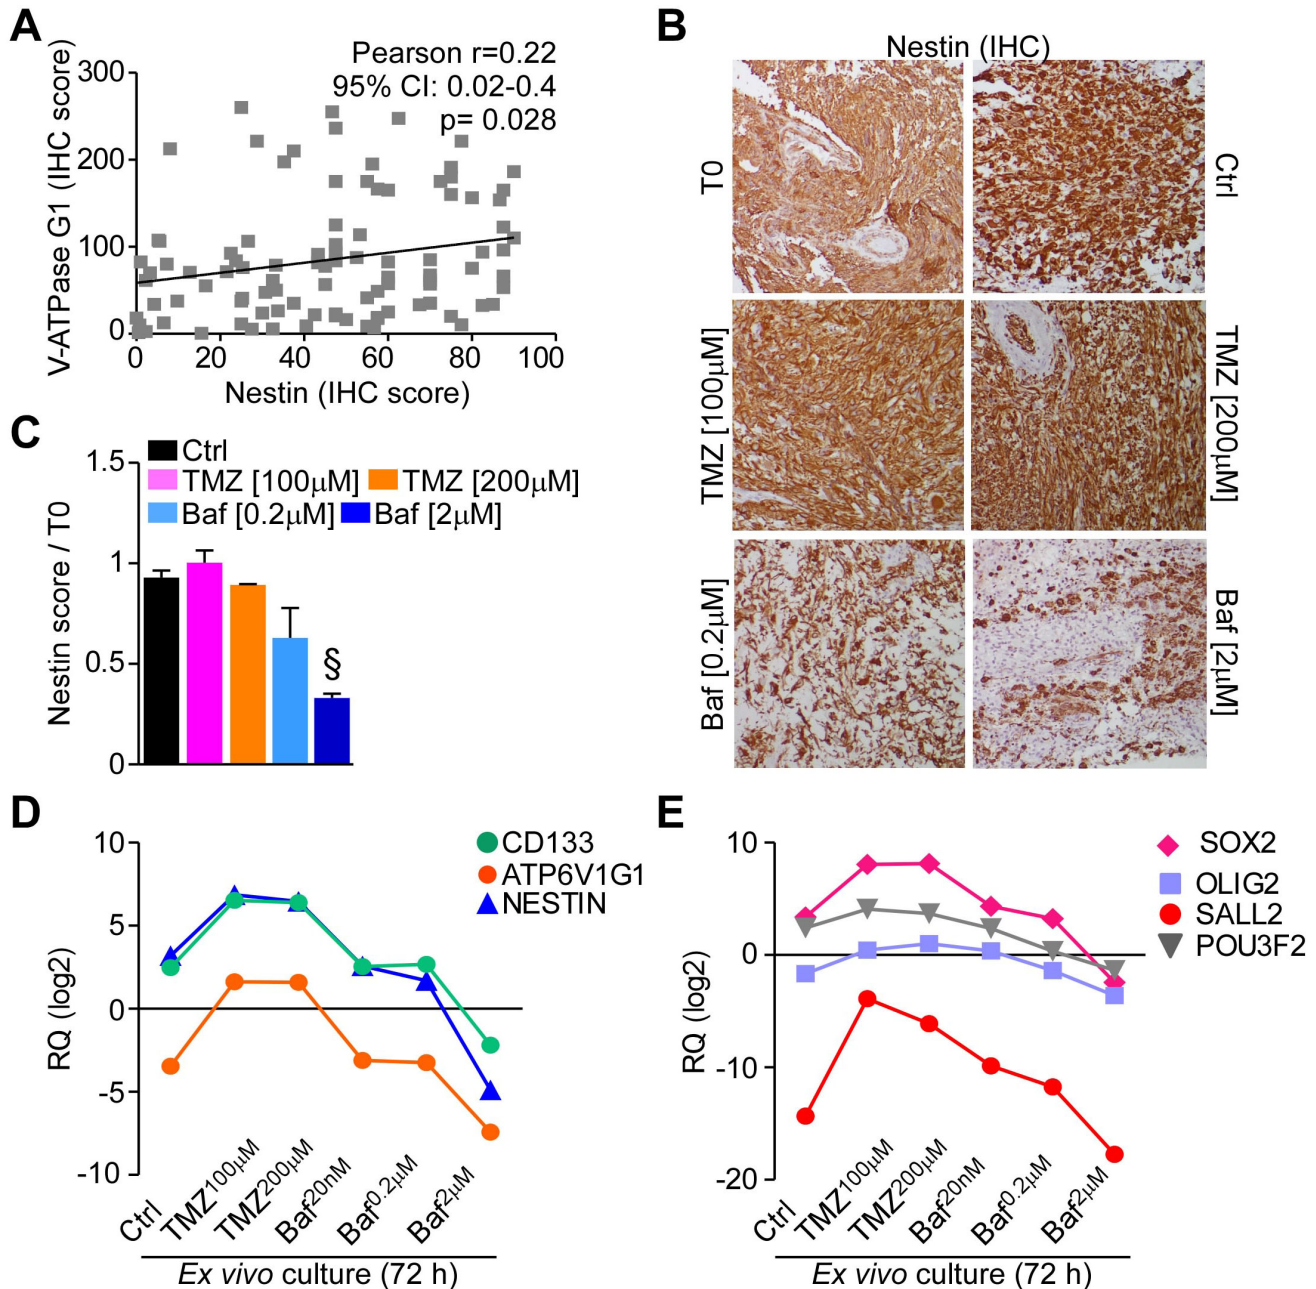 A
Pearson r=0.22
95% CI: 0.02-0.4
p= 0.028
V-ATPase G1 (IHC score)
300
200
100
0
0 20 40 60 80 100
Nestin (IHC score)
B
Nestin (IHC)
T0
Ctrl
TMZ [100µM]
TMZ [200µM]
Baf [0.2µM]
Baf [2µM]
C
Ctrl
TMZ [100µM] TMZ [200µM]
Baf [0.2µM] Baf [2µM]
Nestin score / T0
1.5
1
0.5
0
§
D
CD133
ATP6V1G1
NESTIN
RQ (log2)
10
5
0
-5
-10
Ctrl
TMZ100µM
TMZ200µM
Baf20nM
Baf0.2µM
Baf2µM
Ex vivo culture (72 h)
E
SOX2
OLIG2
SALL2
POU3F2
RQ (log2)
10
0
-10
-20
Ctrl
TMZ100µM
TMZ200µM
Baf20nM
Baf0.2µM
Baf2µM
Ex vivo culture (72 h)